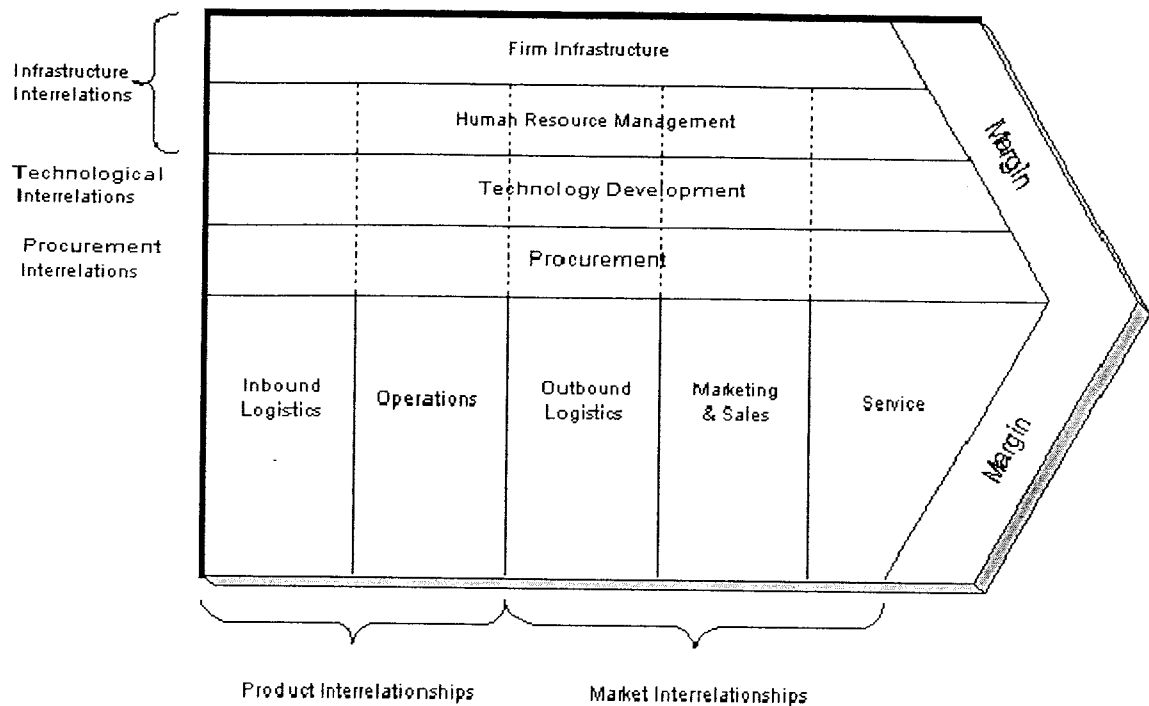 Firm Infrastructure
Infrastructure
Interrelations
Human Resource Management
Technological
Interrelations
Technology Development
Procurement
Interrelations
Procurement
Margin
Inbound
Logistics
Operations
Outbound
Logistics
Marketing
& Sales
Service
Margin
Product Interrelationships
Market Interrelationships